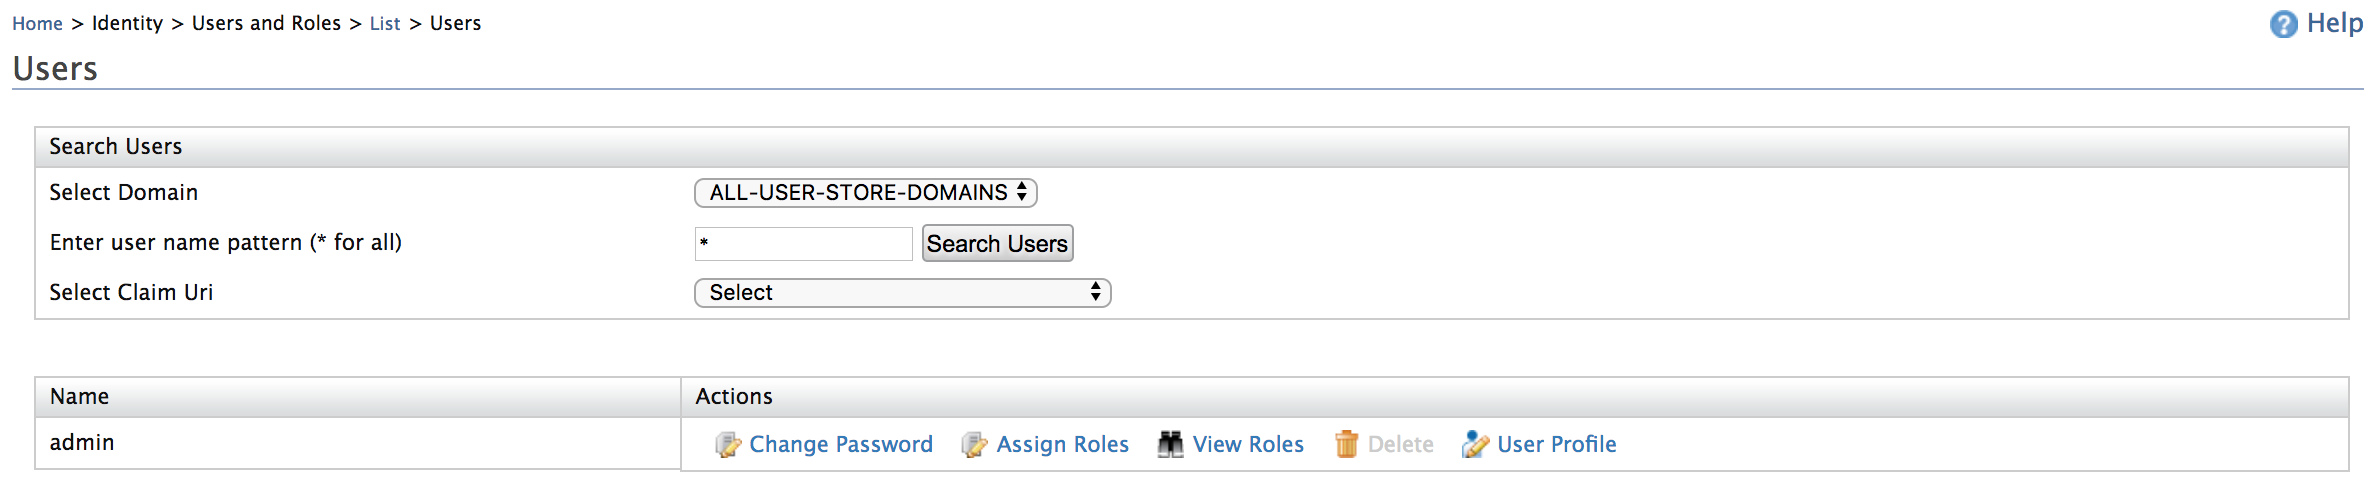 Home > Identity > Users and Roles > List > Users
Help
Users
Search Users
Select Domain ALL-USER-STORE-DOMAINS
Enter user name pattern (* for all) * Search Users
Select Claim Uri Select
Name Actions
admin Change Password Assign Roles View Roles Delete User Profile